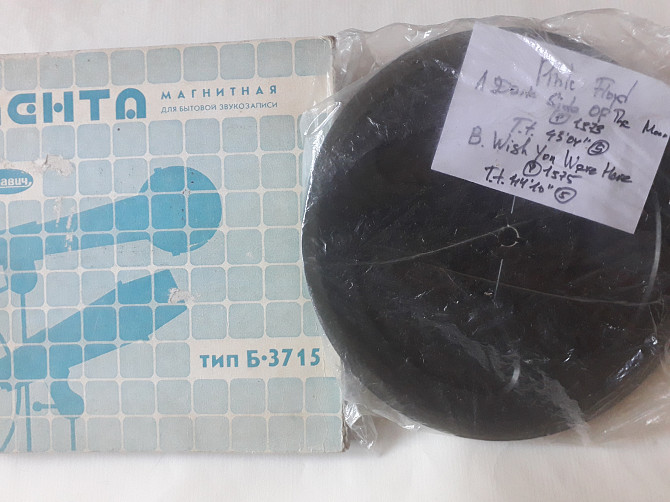 ЛЕНТА
МАГНИТНАЯ
ДЛЯ БЫТОВОЙ ЗВУКОЗАПИСИ
тип Б-3715
Pink Floyd
A. Dark Side Of The Moon
T.t. 43'04" S
B. Wish You Were Here
P 1975
T.t. 44'10" S